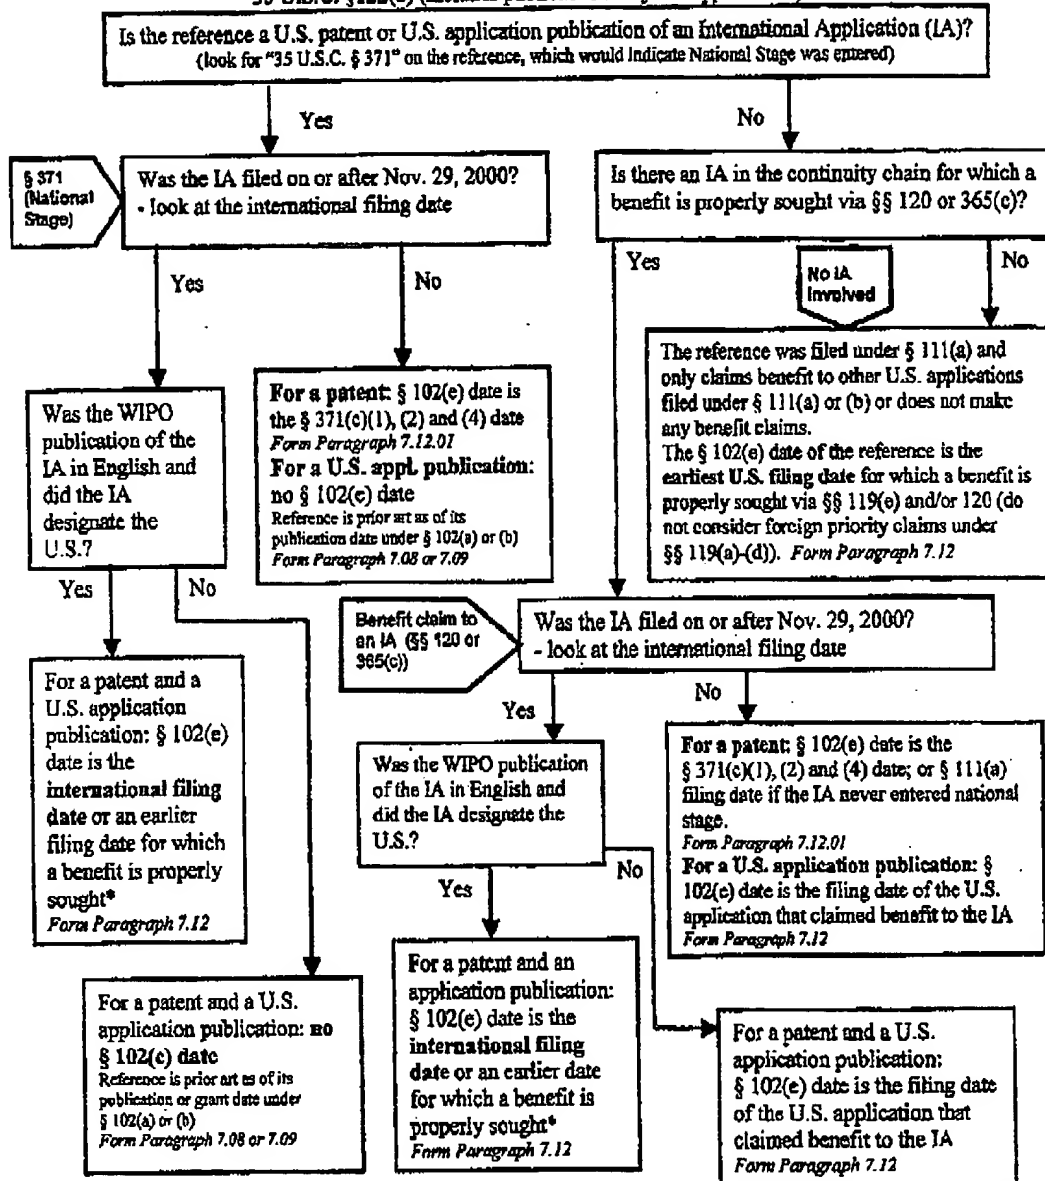 Is the reference a U.S. patent or U.S. application publication of an International Application (IA)?
(look for "35 U.S.C. § 371" on the reference, which would indicate National Stage was entered)
Yes
No
§ 371
(National
Stage)
Was the IA filed on or after Nov. 29, 2000?
- look at the international filing date
Is there an IA in the continuity chain for which a
benefit is properly sought via §§ 120 or 365(c)?
Yes
No
Yes
No IA
Involved
No
Was the WIPO
publication of the
IA in English and
did the IA
designate the
U.S.?
For a patent: § 102(e) date is
the § 371(c)(1), (2) and (4) date
Form Paragraph 7.12.01
For a U.S. appl. publication:
no § 102(e) date
Reference is prior art as of its
publication date under § 102(a) or (b)
Form Paragraph 7.08 or 7.09
The reference was filed under § 111(a) and
only claims benefit to other U.S. applications
filed under § 111(a) or (b) or does not make
any benefit claims.
The § 102(e) date of the reference is the
earliest U.S. filing date for which a benefit is
properly sought via §§ 119(e) and/or 120 (do
not consider foreign priority claims under
§§ 119(a)-(d)). Form Paragraph 7.12
Yes
No
Benefit claim to
an IA (§§ 120 or
365(c))
Was the IA filed on or after Nov. 29, 2000?
- look at the international filing date
Yes
No
For a patent and a
U.S. application
publication: § 102(e)
date is the
international filing
date or an earlier
filing date for which
a benefit is properly
sought*
Form Paragraph 7.12
Was the WIPO publication
of the IA in English and
did the IA designate the
U.S.?
For a patent: § 102(e) date is the
§ 371(c)(1), (2) and (4) date; or § 111(a)
filing date if the IA never entered national
stage.
Form Paragraph 7.12.01
For a U.S. application publication: §
102(e) date is the filing date of the U.S.
application that claimed benefit to the IA
Form Paragraph 7.12
Yes
No
For a patent and a U.S.
application publication: no
§ 102(e) date
Reference is prior art as of its
publication or grant date under
§ 102(a) or (b)
Form Paragraph 7.08 or 7.09
For a patent and an
application publication:
§ 102(e) date is the
international filing
date or an earlier date
for which a benefit is
properly sought*
Form Paragraph 7.12
For a patent and a U.S.
application publication:
§ 102(e) date is the filing date
of the U.S. application that
claimed benefit to the IA
Form Paragraph 7.12